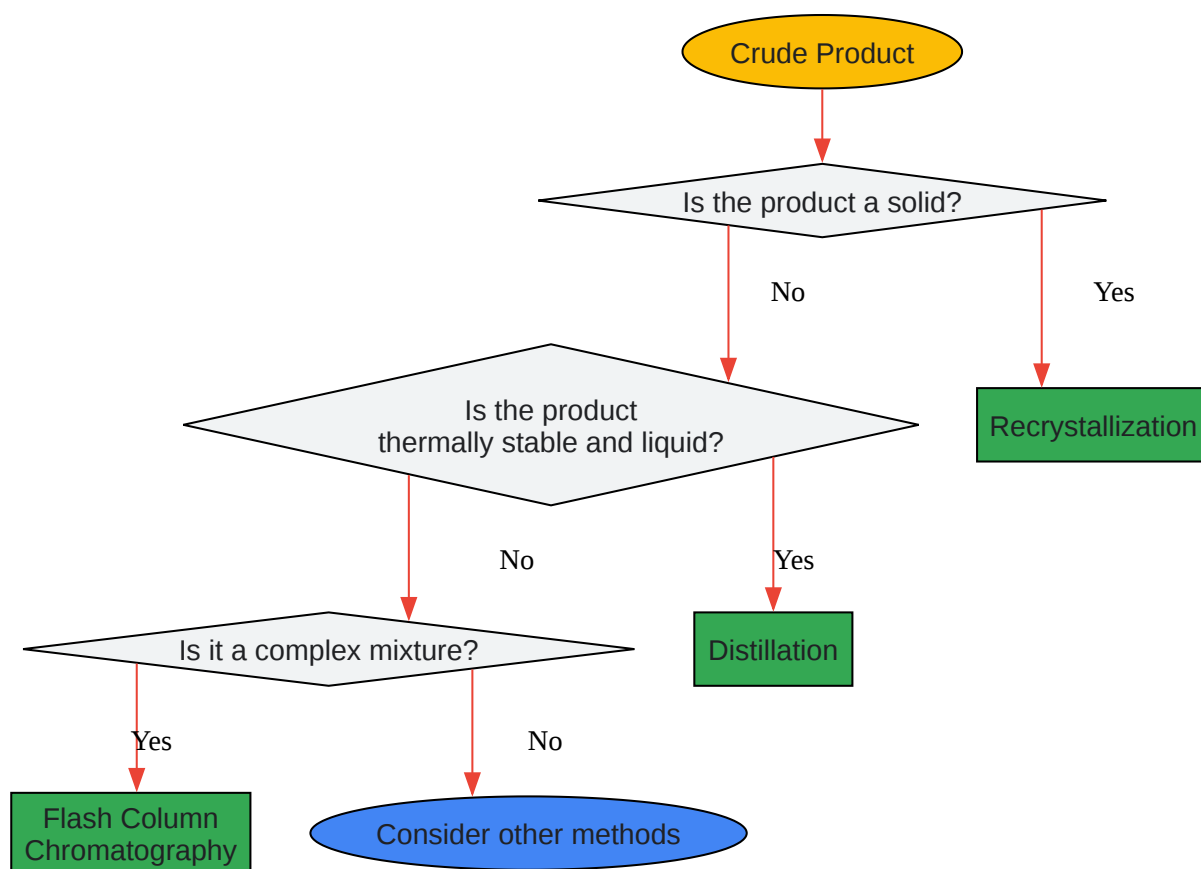 Crude Product
Is the product a solid?
No
Yes
Is the product
thermally stable and liquid?
Recrystallization
No
Yes
Is it a complex mixture?
Distillation
Yes
No
Flash Column
Chromatography
Consider other methods